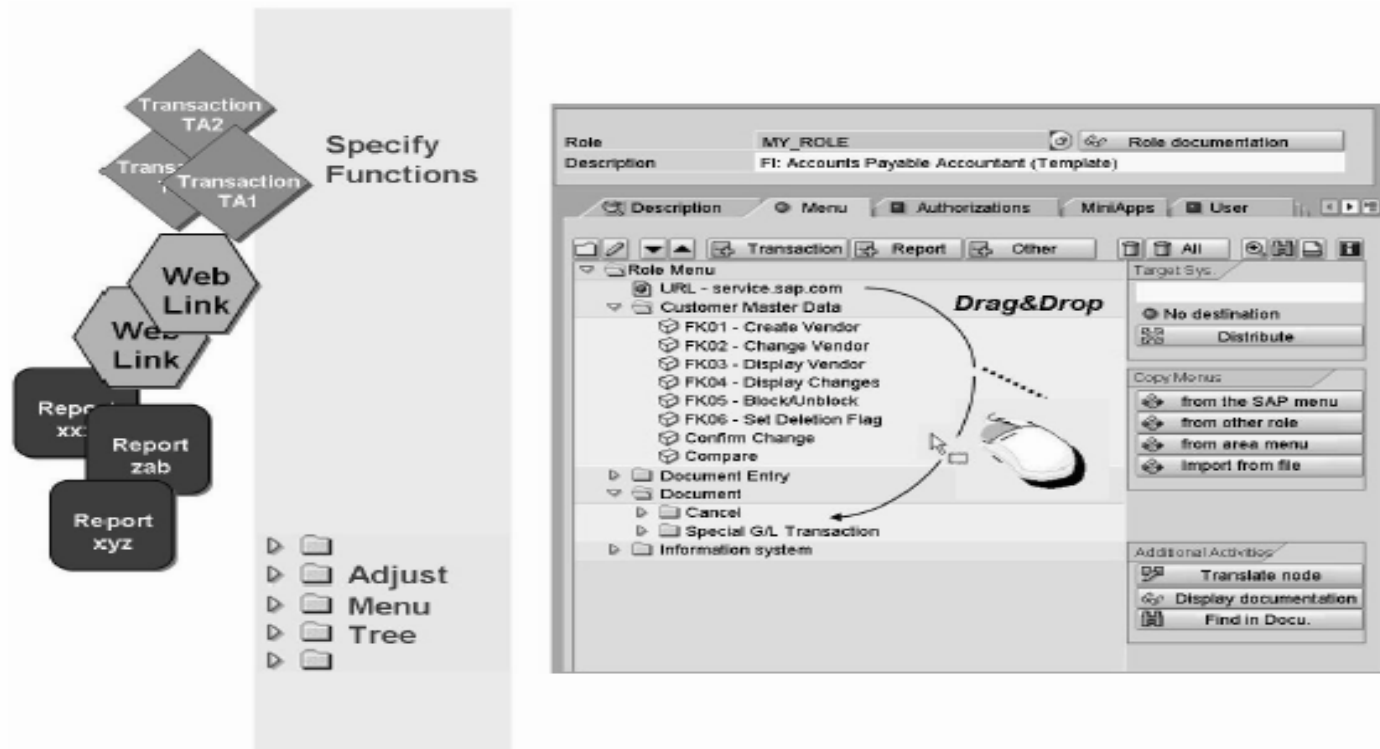 Transaction
TA2
Transaction
TA1
Web
Link
Web
Link
Report
zab
Report
xyz
Specify
Functions
Adjust
Menu
Tree
Role MY_ROLE Role documentation
Description FI: Accounts Payable Accountant (Template)
Description Menu Authorizations MiniApps User
Transaction Report Other All
Role Menu
URL - service.sap.com
Customer Master Data
FK01 - Create Vendor
FK02 - Change Vendor
FK03 - Display Vendor
FK04 - Display Changes
FK05 - Block/Unblock
FK06 - Set Deletion Flag
Confirm Change
Compare
Document Entry
Document
Cancel
Special G/L Transaction
Information system
Drag&Drop
Target Sys.
No destination
Distribute
Copy Menus
from the SAP menu
from other role
from area menu
Import from file
Additional Activities
Translate node
Display documentation
Find in Docu.